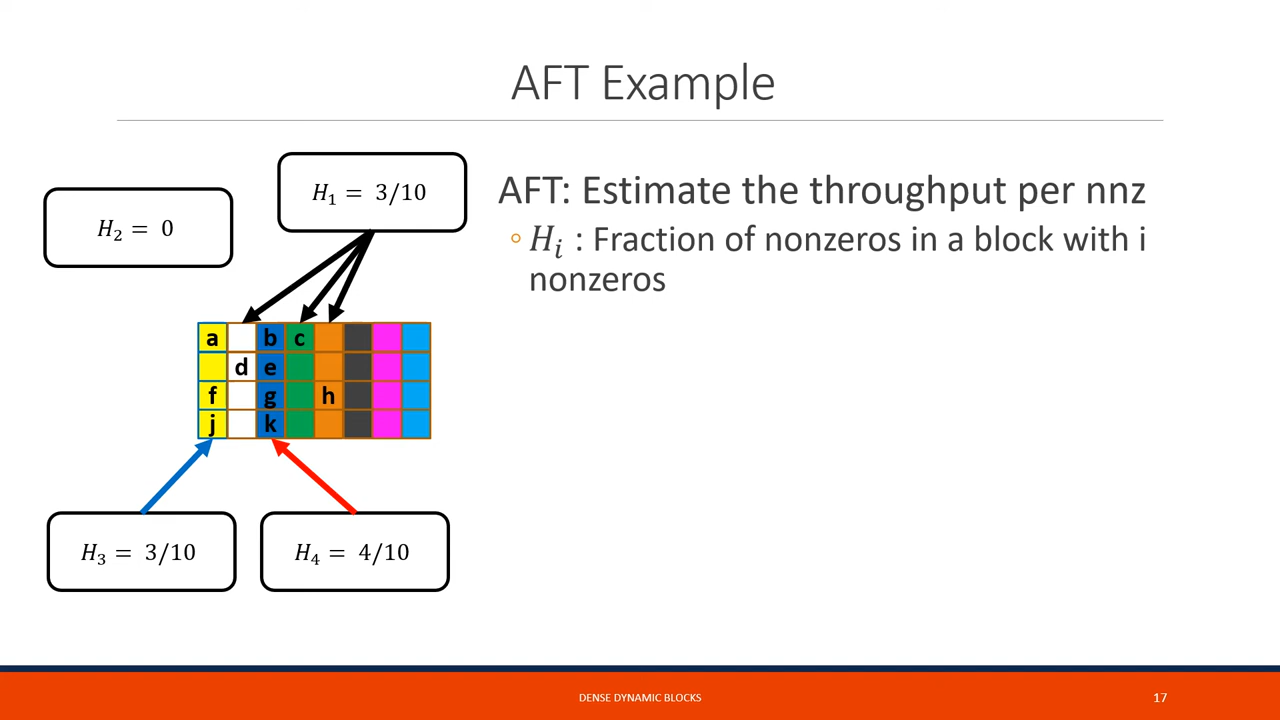 AFT Example
H₁ = 3/10
H₂ = 0
AFT: Estimate the throughput per nnz
◦ Hᵢ : Fraction of nonzeros in a block with i
nonzeros
a b c
d e
f g h
j k
H₃ = 3/10
H₄ = 4/10
DENSE DYNAMIC BLOCKS
17